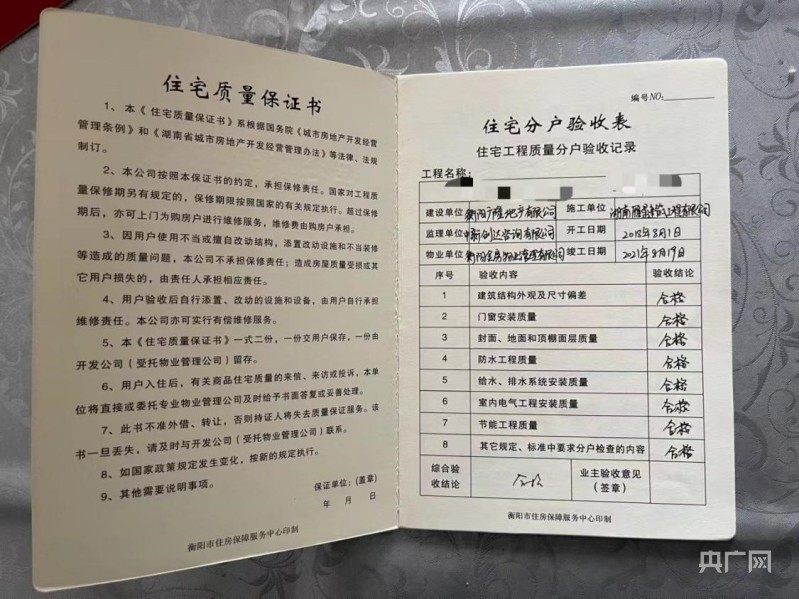 住宅质量保证书
1、本《住宅质量保证书》系根据国务院《城市房地产开发经营
管理条例》和《湖南省城市房地产开发经营管理办法》等法律、法规
制订。
2、本公司按照本保证书的约定，承担保修责任。国家对工程质
量保修期另有规定的，保修期限按照国家的有关规定执行。超过保修
期后，亦可上门为购房户进行维修服务，维修费由购房户承担。
3、因用户使用不当或擅自改动结构，添置改动设施和不当装修
等造成的质量问题，本公司不承担保修责任；造成房屋质量受损或其
它用户损失的，由责任人承担相应责任。
4、用户验收后自行添置、改动的设施和设备，由用户自行承担
维修责任。本公司亦可实行有偿维修服务。
5、本《住宅质量保证书》一式二份，一份交用户保存，一份由
开发公司（受托物业管理公司）留存。
6、用户入住后，有关商品住宅质量的来信、来访或投诉，本单
位将直接或委托专业物业管理公司及时给予书面答复或妥善处理。
7、此书不准外借、转让，否则持证人将失去质量保证服务。该
书一旦丢失，请及时与开发公司（受托物业管理公司）联系。
8、如国家政策规定发生变化，按新的规定执行。
9、其他需要说明事项。
保证单位：（盖章）
年 月 日
衡阳市住房保障服务中心印制
编号NO:
住宅分户验收表
住宅工程质量分户验收记录
工程名称：
建设单位 衡阳 地产有限公司 施工单位 湖南 工程有限公司
监理单位 中新创达咨询有限公司 开工日期 2018年8月1日
物业单位 衡阳 物业管理有限公司 竣工日期 2021年8月19日
序号 验收内容 验收结论
1 建筑结构外观及尺寸偏差 合格
2 门窗安装质量 合格
3 封面、地面和顶棚面层质量 合格
4 防水工程质量 合格
5 给水、排水系统安装质量 合格
6 室内电气工程安装质量 合格
7 节能工程质量 合格
8 其它规定、标准中要求分户检查的内容 合格
综合验收结论 合格 业主验收意见（签章）
衡阳市住房保障服务中心印制
央广网